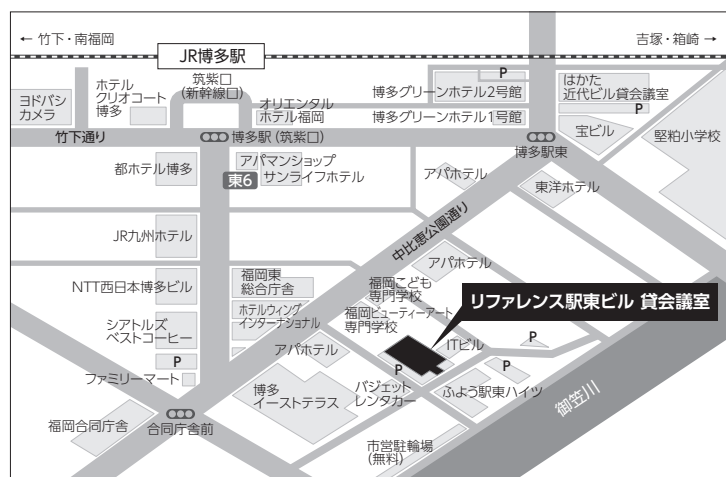 ← 竹下・南福岡
吉塚・箱崎 →
JR博多駅
筑紫口
(新幹線口)
ヨドバシ
カメラ
ホテル
クリオコート
博多
オリエンタル
ホテル福岡
博多グリーンホテル2号館
P
博多グリーンホテル1号館
はかた
近代ビル貸会議室
P
宝ビル
堅粕小学校
竹下通り
博多駅(筑紫口)
博多駅東
都ホテル博多
アパマンショップ
東6
サンライフホテル
アパホテル
東洋ホテル
中比恵公園通り
JR九州ホテル
アパホテル
NTT西日本博多ビル
福岡東
総合庁舎
福岡こども
専門学校
リファレンス駅東ビル 貸会議室
ホテルウィング
インターナショナル
福岡ビューティーアート
専門学校
シアトルズ
ベストコーヒー
アパホテル
ITビル
P
P
P
P
ファミリーマート
博多
イーストテラス
バジェット
レンタカー
ふよう駅東ハイツ
御笠川
福岡合同庁舎
合同庁舎前
市営駐輪場
(無料)